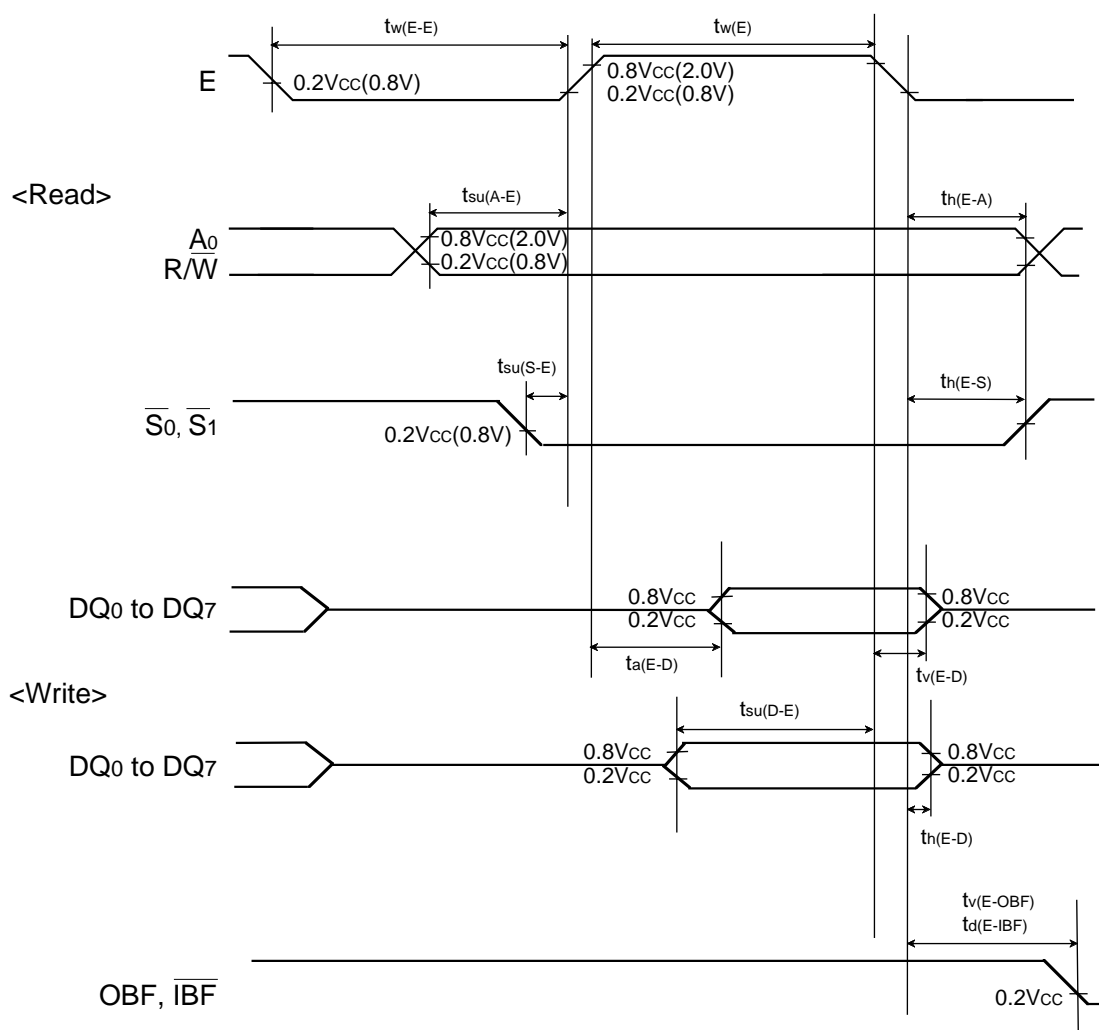 tw(E-E)
tw(E)
E
0.2VCC(0.8V)
0.8VCC(2.0V)
0.2VCC(0.8V)
<Read>
tsu(A-E)
th(E-A)
A0
R/W̅
0.8VCC(2.0V)
0.2VCC(0.8V)
tsu(S-E)
th(E-S)
S̅0, S̅1
0.2VCC(0.8V)
DQ0 to DQ7
0.8VCC
0.2VCC
0.8VCC
0.2VCC
ta(E-D)
tv(E-D)
<Write>
tsu(D-E)
DQ0 to DQ7
0.8VCC
0.2VCC
0.8VCC
0.2VCC
th(E-D)
tv(E-OBF)
td(E-IBF)
OBF, I̅B̅F̅
0.2VCC